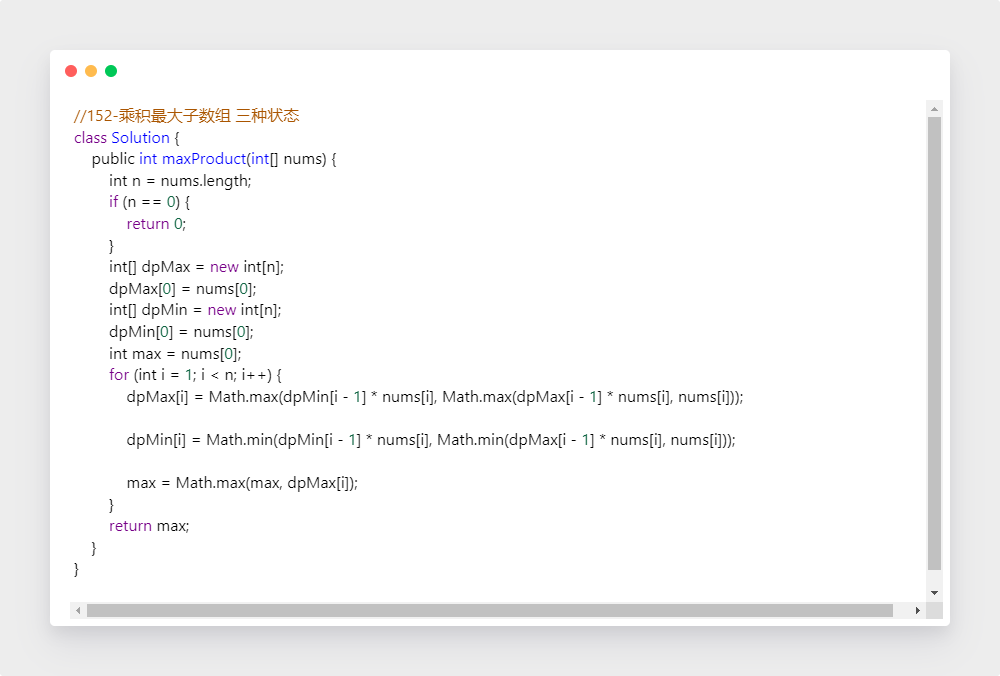 //152-乘积最大子数组 三种状态
class Solution {
    public int maxProduct(int[] nums) {
        int n = nums.length;
        if (n == 0) {
            return 0;
        }
        int[] dpMax = new int[n];
        dpMax[0] = nums[0];
        int[] dpMin = new int[n];
        dpMin[0] = nums[0];
        int max = nums[0];
        for (int i = 1; i < n; i++) {
            dpMax[i] = Math.max(dpMin[i - 1] * nums[i], Math.max(dpMax[i - 1] * nums[i], nums[i]));

            dpMin[i] = Math.min(dpMin[i - 1] * nums[i], Math.min(dpMax[i - 1] * nums[i], nums[i]));

            max = Math.max(max, dpMax[i]);
        }
        return max;
    }
}